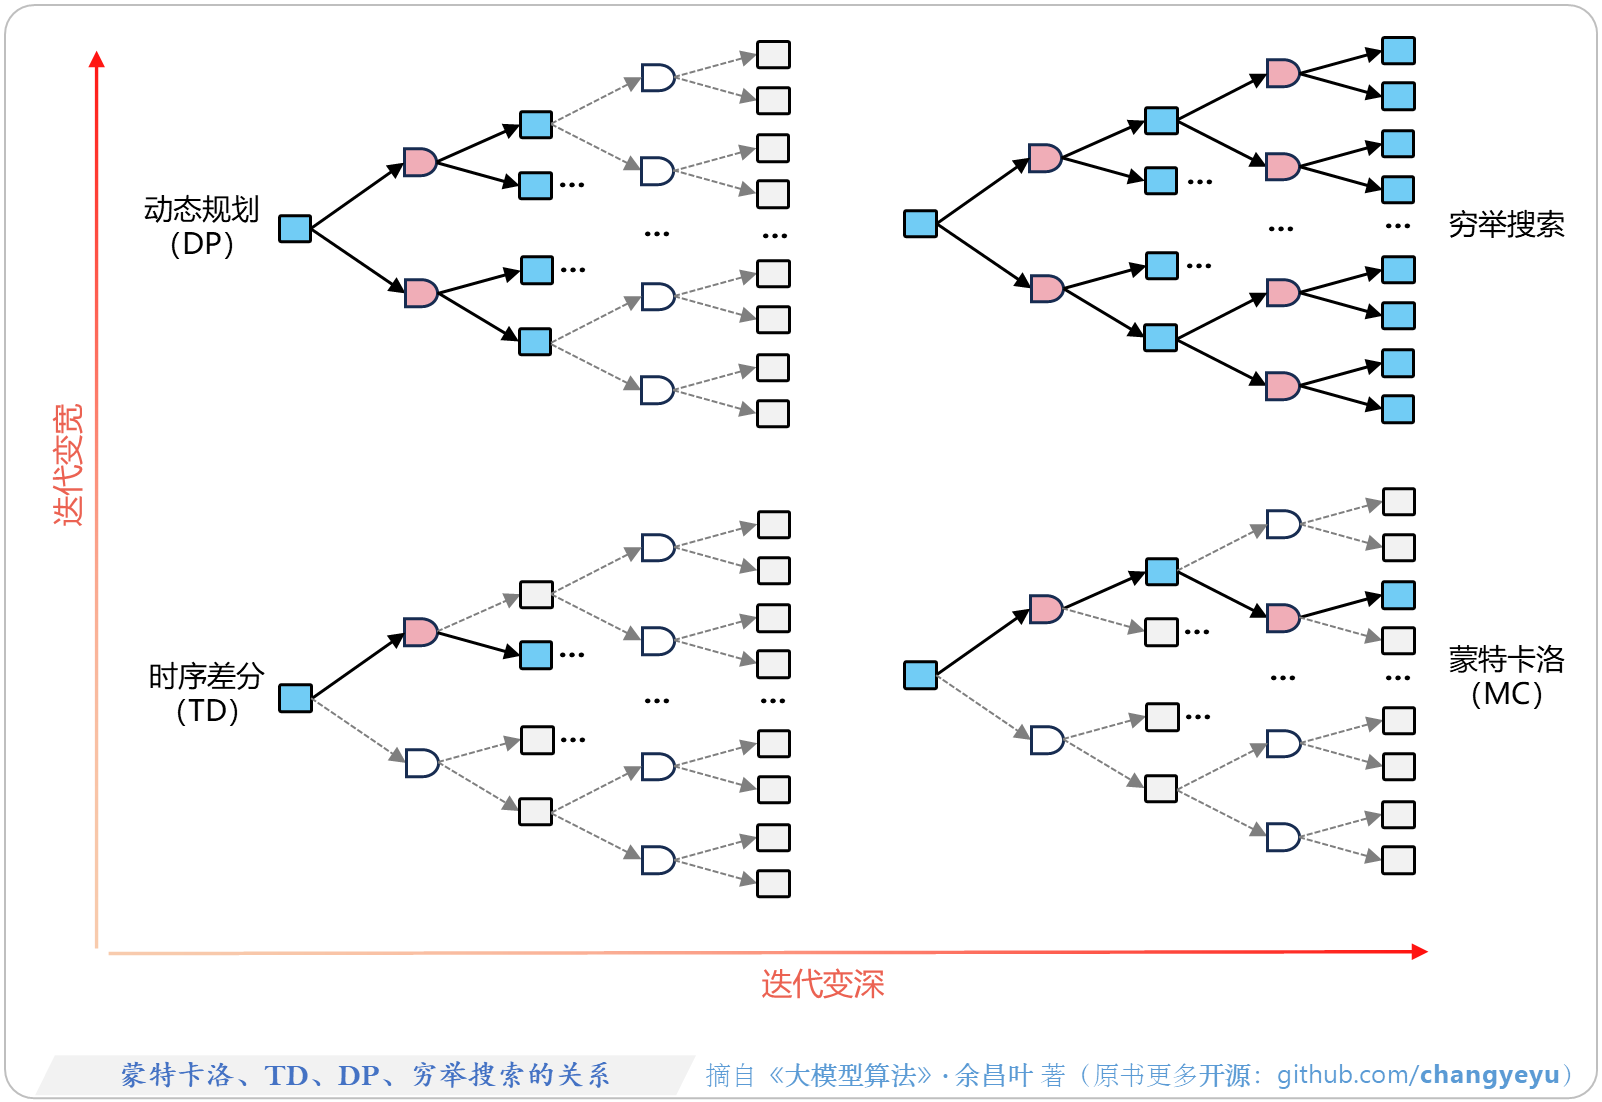 动态规划
（DP）
穷举搜索
迭代变宽
时序差分
（TD）
蒙特卡洛
（MC）
迭代变深
蒙特卡洛、TD、DP、穷举搜索的关系
摘自《大模型算法》· 余昌叶 著（原书更多开源：github.com/changyeyu）